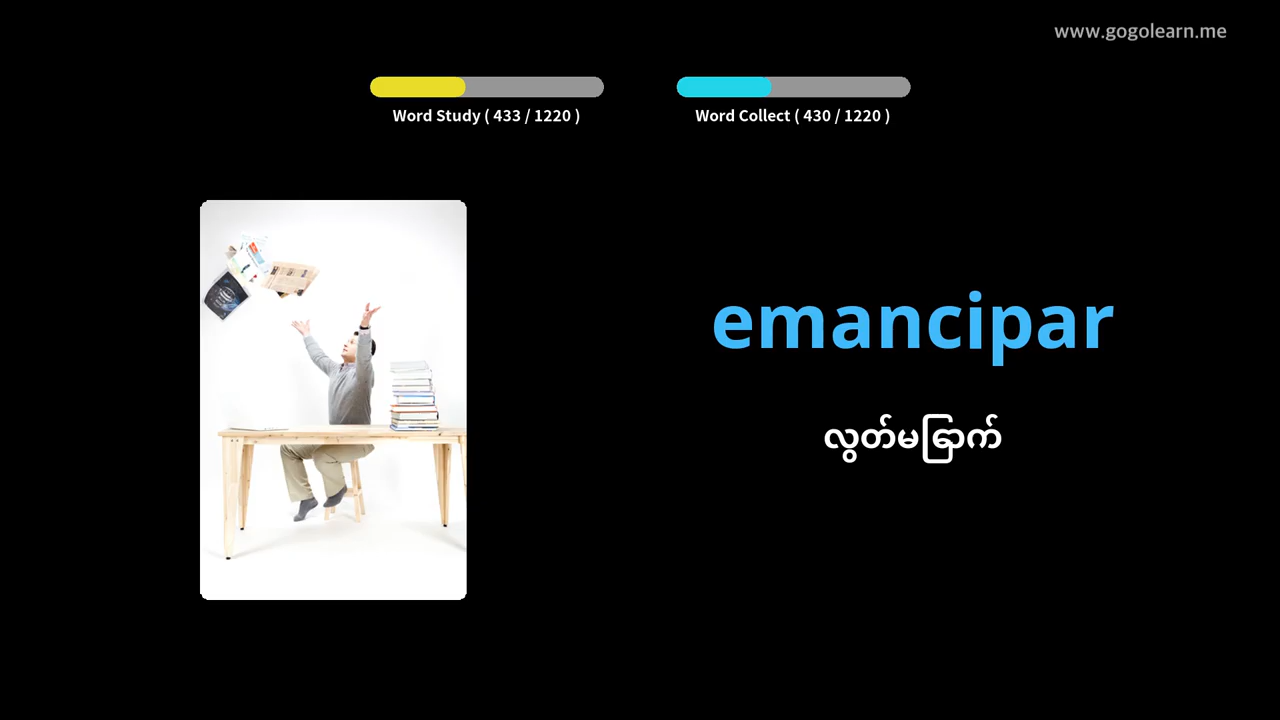 www.gogolearn.me
Word Study ( 433 / 1220 )
Word Collect ( 430 / 1220 )
emancipar
လွတ်မြောက်